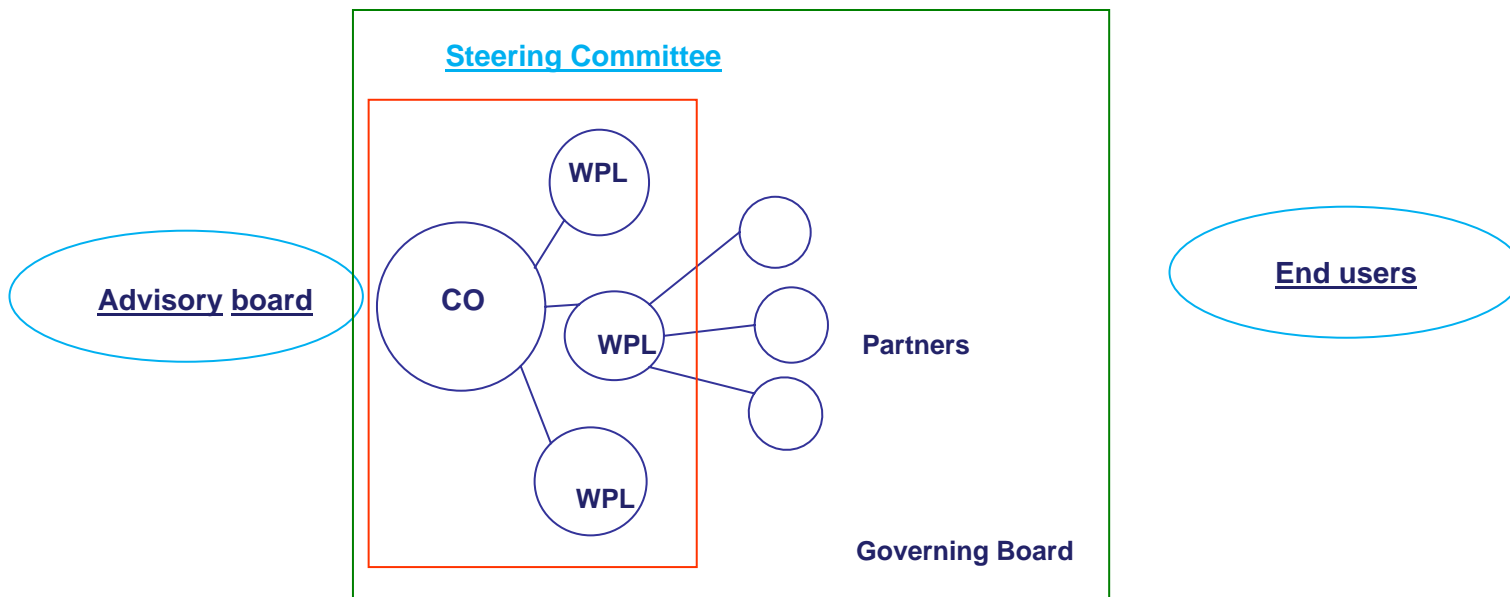 Steering Committee
WPL
Advisory board
CO
WPL
Partners
End users
WPL
Governing Board